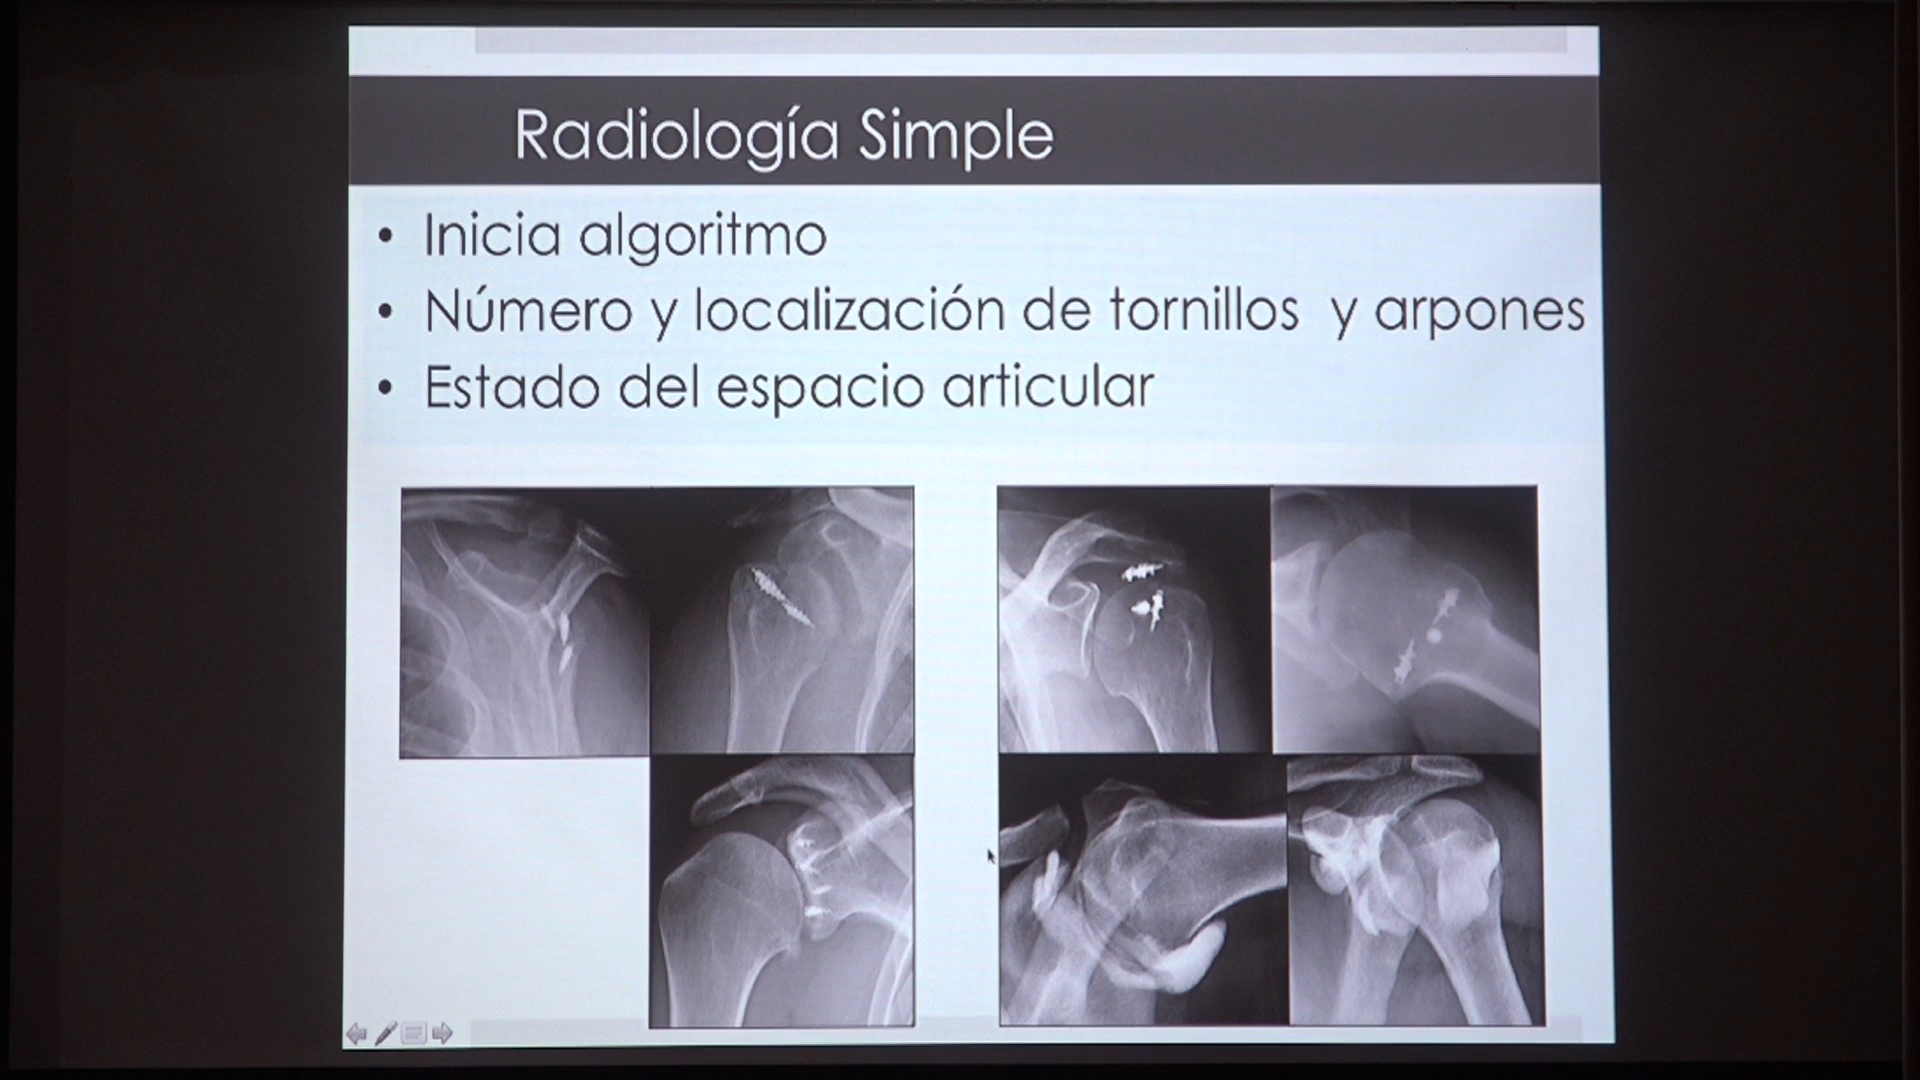 Radiología Simple
• Inicia algoritmo
• Número y localización de tornillos y arpones
• Estado del espacio articular